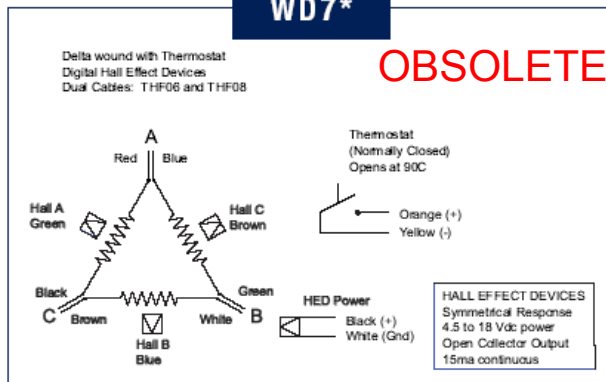 WD7*
Delta wound with Thermostat
Digital Hall Effect Devices
Dual Cables: THF06 and THF08
OBSOLETE
A
Red Blue
Thermostat
(Normally Closed)
Opens at 90C
Hall A
Green
Hall C
Brown
Orange (+)
Yellow (-)
Black
C Brown
Green
White B
Hall B
Blue
HED Power
Black (+)
White (Gnd)
HALL EFFECT DEVICES
Symmetrical Response
4.5 to 18 Vdc power
Open Collector Output
15ma continuous